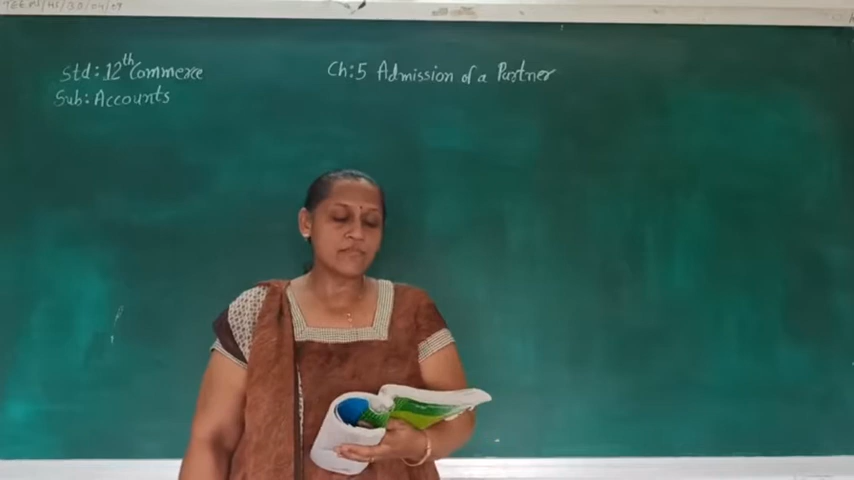 Std: 12th Commerce
Sub: Accounts
Ch: 5 Admission of a Partner